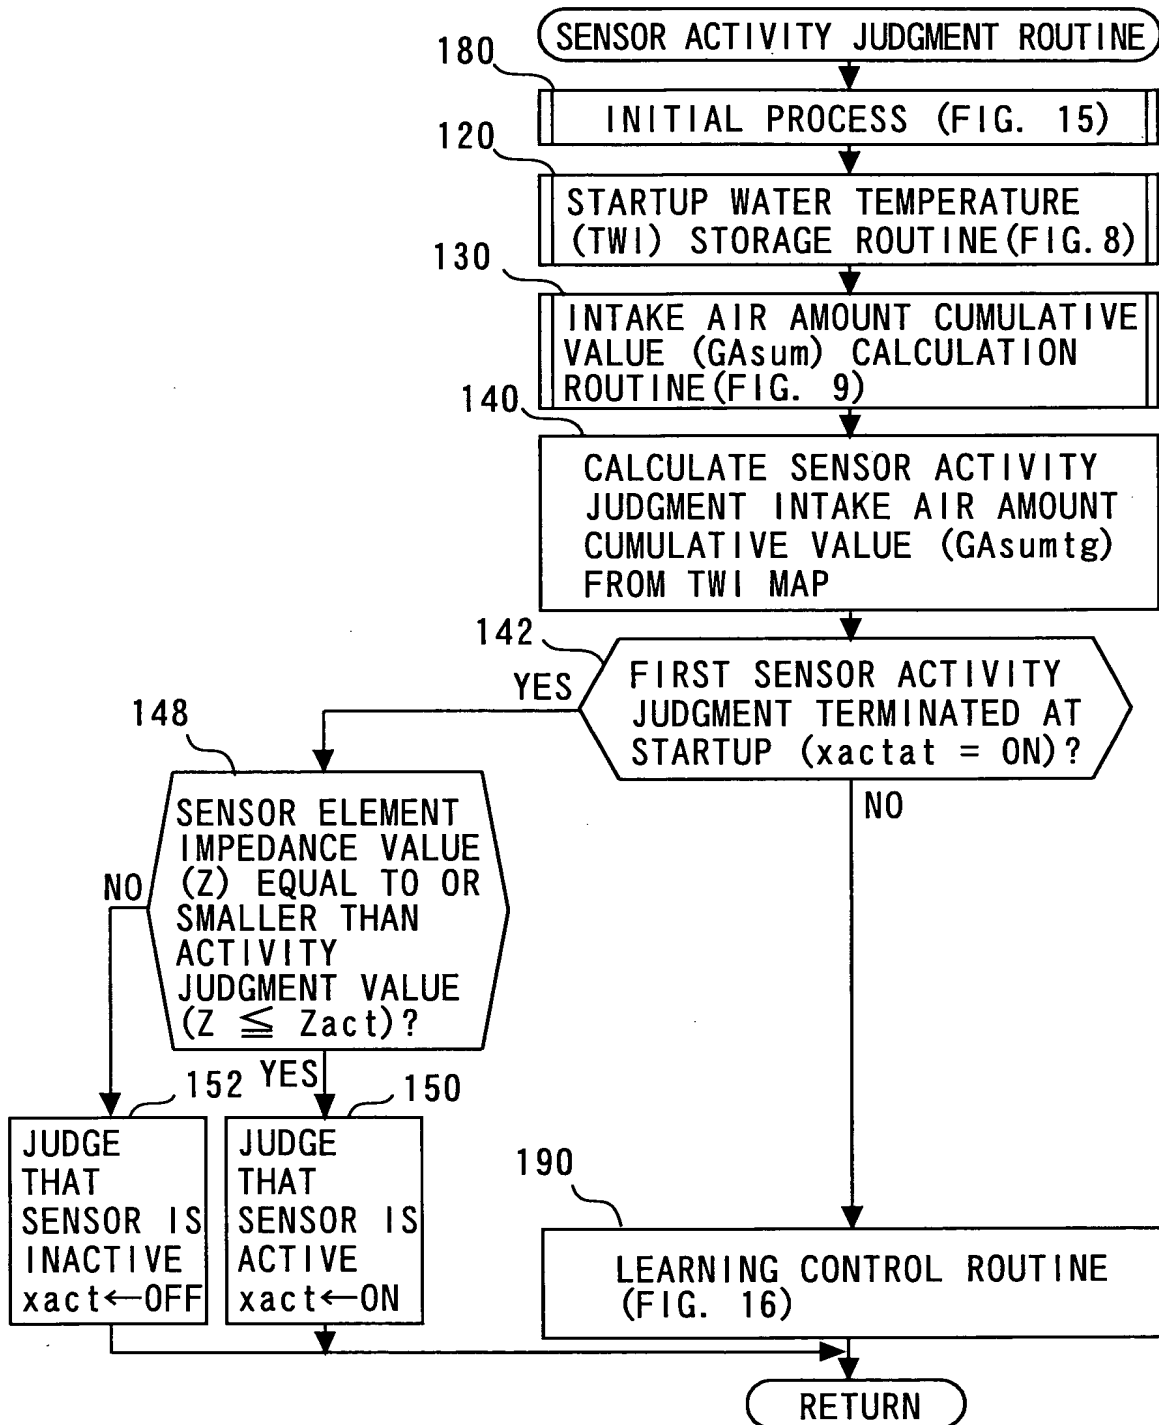 SENSOR ACTIVITY JUDGMENT ROUTINE
180
INITIAL PROCESS (FIG. 15)
120
STARTUP WATER TEMPERATURE
(TWI) STORAGE ROUTINE(FIG.8)
130
INTAKE AIR AMOUNT CUMULATIVE
VALUE (GAsum) CALCULATION
ROUTINE(FIG. 9)
140
CALCULATE SENSOR ACTIVITY
JUDGMENT INTAKE AIR AMOUNT
CUMULATIVE VALUE (GAsumtg)
FROM TWI MAP
142
FIRST SENSOR ACTIVITY
JUDGMENT TERMINATED AT
STARTUP (xactat = ON)?
YES
NO
148
SENSOR ELEMENT
IMPEDANCE VALUE
(Z) EQUAL TO OR
SMALLER THAN
ACTIVITY
JUDGMENT VALUE
(Z ≦ Zact)?
NO
YES
152
JUDGE
THAT
SENSOR IS
INACTIVE
xact←OFF
150
JUDGE
THAT
SENSOR IS
ACTIVE
xact←ON
190
LEARNING CONTROL ROUTINE
(FIG. 16)
RETURN